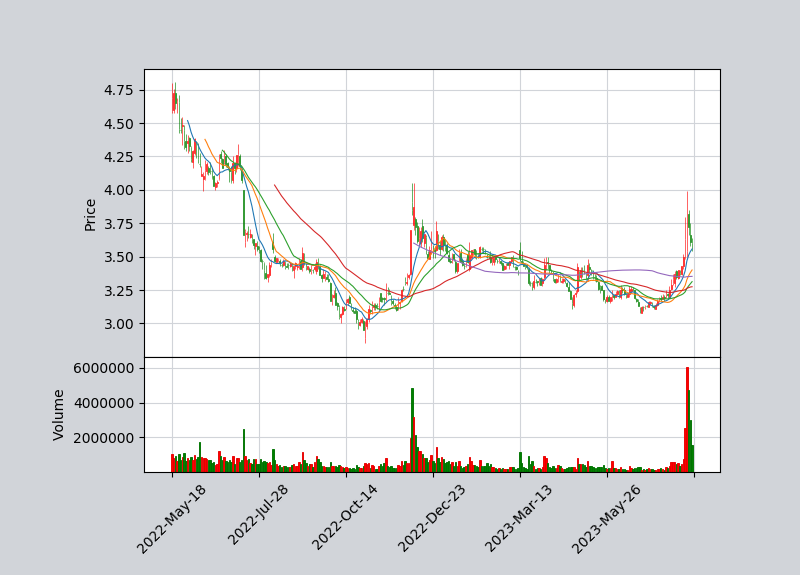 4.75
4.50
4.25
4.00
3.75
3.50
3.25
3.00
Price
6000000
4000000
2000000
Volume
2022-May-18
2022-Jul-28
2022-Oct-14
2022-Dec-23
2023-Mar-13
2023-May-26